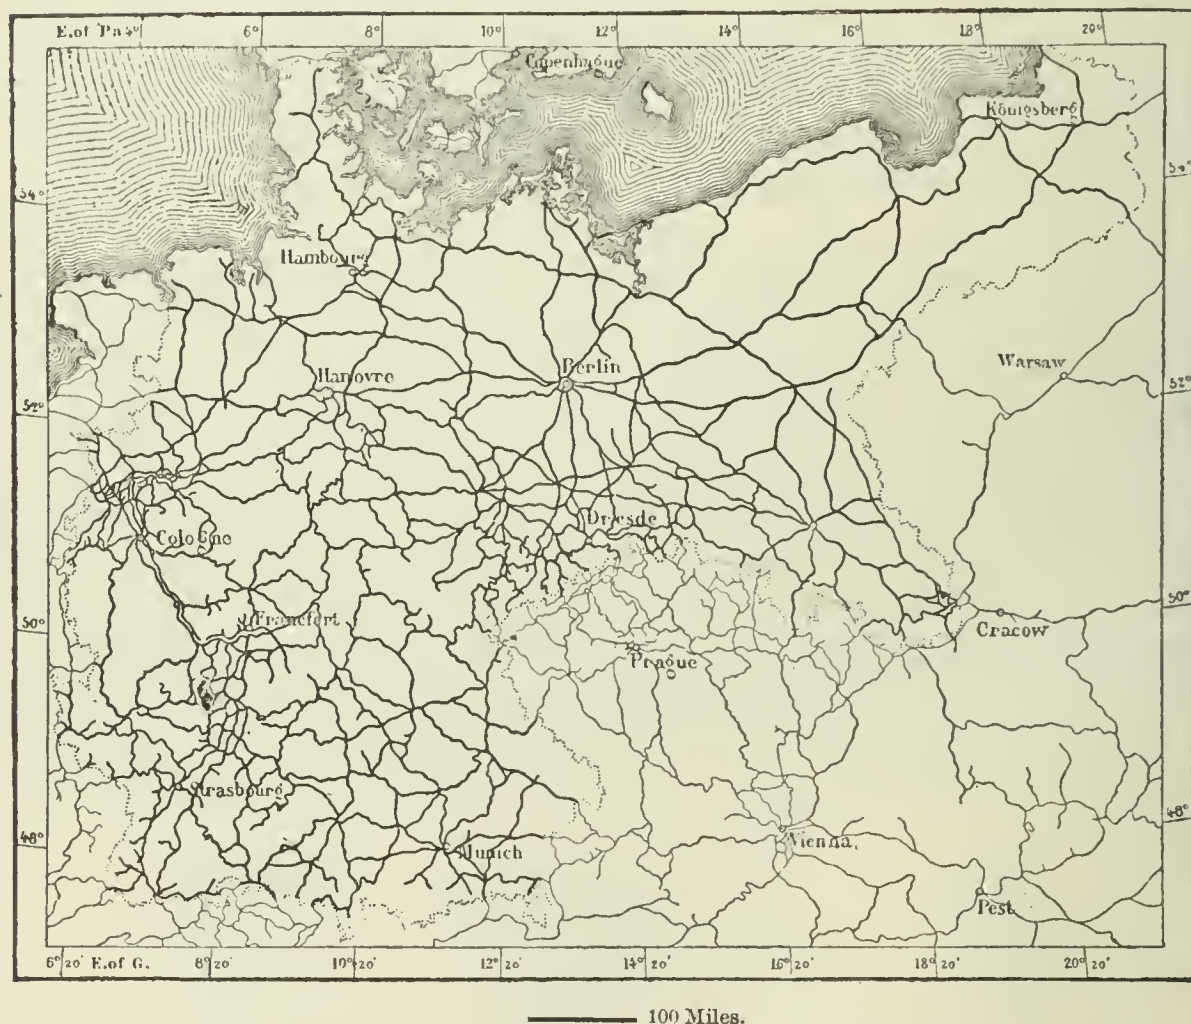 E. of Pa 4° 6° 8° 10° 12° 14° 16° 18° 20°
Copenhague
Königsberg
54° 54°
Hambourg
Hanovre Berlin Warsaw
52° 52°
Dresde
Cologne
50° Francfort Cracow 50°
Prague
Strasbourg
48° Munich Vienna. 48°
Pest
6° 20' E. of G. 8° 20' 10° 20' 12° 20' 14° 20' 16° 20' 18° 20' 20° 20'
100 Miles.